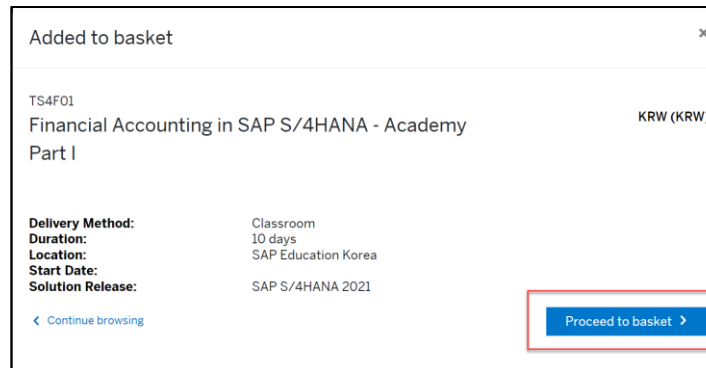 Added to basket
×
TS4F01
Financial Accounting in SAP S/4HANA - Academy
Part I
KRW (KRW)
Delivery Method: Classroom
Duration: 10 days
Location: SAP Education Korea
Start Date:
Solution Release: SAP S/4HANA 2021
Continue browsing
Proceed to basket